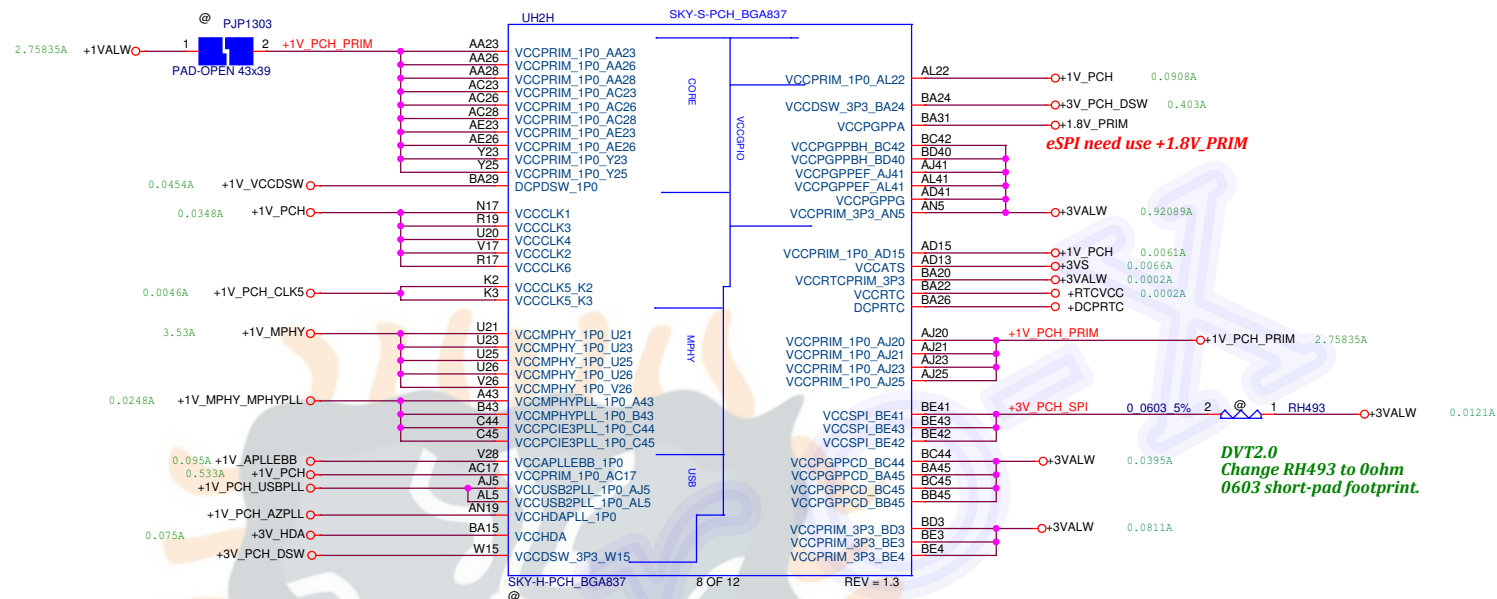 @
PJP1303
UH2H
SKY-S-PCH_BGA837
2.75835A +1VALW 1 2 +1V_PCH_PRIM
PAD-OPEN 43x39
AA23 VCCPRIM_1P0_AA23
AA26 VCCPRIM_1P0_AA26
AA28 VCCPRIM_1P0_AA28
AC23 VCCPRIM_1P0_AC23
AC26 VCCPRIM_1P0_AC26
AC28 VCCPRIM_1P0_AC28
AE23 VCCPRIM_1P0_AE23
AE26 VCCPRIM_1P0_AE26
Y23 VCCPRIM_1P0_Y23
Y25 VCCPRIM_1P0_Y25
0.0454A +1V_VCCDSW BA29 DCPDSW_1P0
0.0348A +1V_PCH N17 VCCCLK1
R19 VCCCLK3
U20 VCCCLK4
V17 VCCCLK2
R17 VCCCLK6
0.0046A +1V_PCH_CLK5
K2 VCCCLK5_K2
K3 VCCCLK5_K3
3.53A +1V_MPHY U21 VCCMPHY_1P0_U21
U23 VCCMPHY_1P0_U23
U25 VCCMPHY_1P0_U25
U26 VCCMPHY_1P0_U26
V26 VCCMPHY_1P0_V26
0.0248A +1V_MPHY_MPHYPLL A43 VCCMPHYPLL_1P0_A43
B43 VCCMPHYPLL_1P0_B43
C44 VCCPCIE3PLL_1P0_C44
C45 VCCPCIE3PLL_1P0_C45
0.095A +1V_APLLEBB V28 VCCAPLLEBB_1P0
0.533A +1V_PCH AC17 VCCPRIM_1P0_AC17
+1V_PCH_USBPLL AJ5 VCCUSB2PLL_1P0_AJ5
AL5 VCCUSB2PLL_1P0_AL5
+1V_PCH_AZPLL AN19 VCCHDAPLL_1P0
0.075A +3V_HDA BA15 VCCHDA
+3V_PCH_DSW W15 VCCDSW_3P3_W15
CORE
VCCGPIO
MPHY
USB
VCCPRIM_1P0_AL22 AL22 +1V_PCH 0.0908A
VCCDSW_3P3_BA24 BA24 +3V_PCH_DSW 0.403A
VCCPGPPA BA31 +1.8V_PRIM
eSPI need use +1.8V_PRIM
VCCPGPPBH_BC42 BC42
VCCPGPPBH_BD40 BD40
VCCPGPPEF_AJ41 AJ41
VCCPGPPEF_AL41 AL41
VCCPGPPG AD41
VCCPRIM_3P3_AN5 AN5 +3VALW 0.92089A
VCCPRIM_1P0_AD15 AD15 +1V_PCH 0.0061A
VCCATS AD13 +3VS 0.0066A
VCCRTCPRIM_3P3 BA20 +3VALW 0.0002A
VCCRTC BA22 +RTCVCC 0.0002A
DCPRTC BA26 +DCPRTC
VCCPRIM_1P0_AJ20 AJ20 +1V_PCH_PRIM +1V_PCH_PRIM 2.75835A
VCCPRIM_1P0_AJ21 AJ21
VCCPRIM_1P0_AJ23 AJ23
VCCPRIM_1P0_AJ25 AJ25
@
VCCSPI_BE41 BE41 +3V_PCH_SPI 0_0603_5% 2 1 RH493 +3VALW 0.0121A
VCCSPI_BE43 BE43
VCCSPI_BE42 BE42
DVT2.0
Change RH493 to 0ohm
0603 short-pad footprint.
VCCPGPPCD_BC44 BC44 +3VALW 0.0395A
VCCPGPPCD_BA45 BA45
VCCPGPPCD_BC45 BC45
VCCPGPPCD_BB45 BB45
VCCPRIM_3P3_BD3 BD3 +3VALW 0.0811A
VCCPRIM_3P3_BE3 BE3
VCCPRIM_3P3_BE4 BE4
SKY-H-PCH_BGA837 8 OF 12 REV = 1.3
@